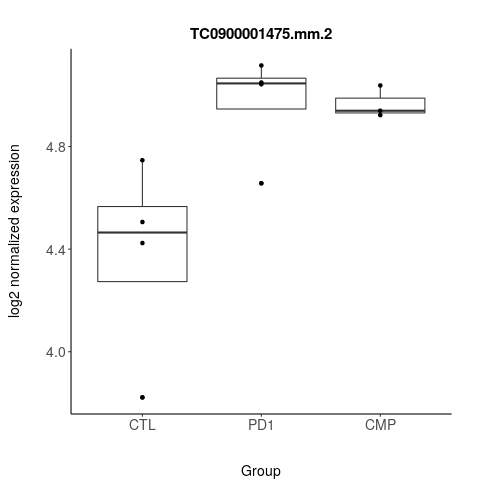 TC0900001475.mm.2
log2 normalized expression
4.8
4.4
4.0
CTL PD1 CMP
Group